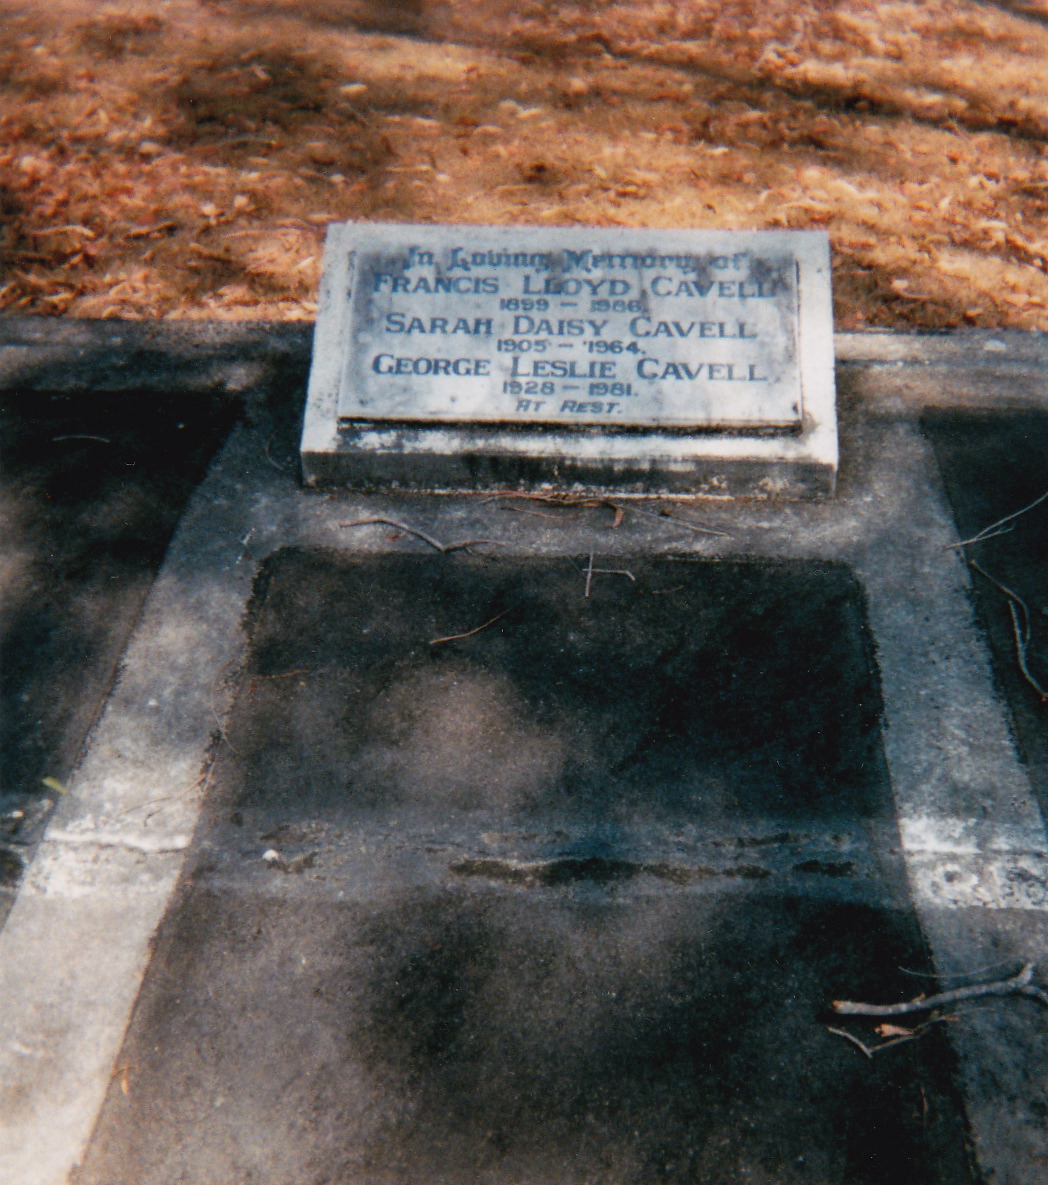 In Loving Memory of
FRANCIS LLOYD CAVELL
1899 – 1986.
SARAH DAISY CAVELL
1905 – 1964.
GEORGE LESLIE CAVELL
1928 – 1981.
AT REST.